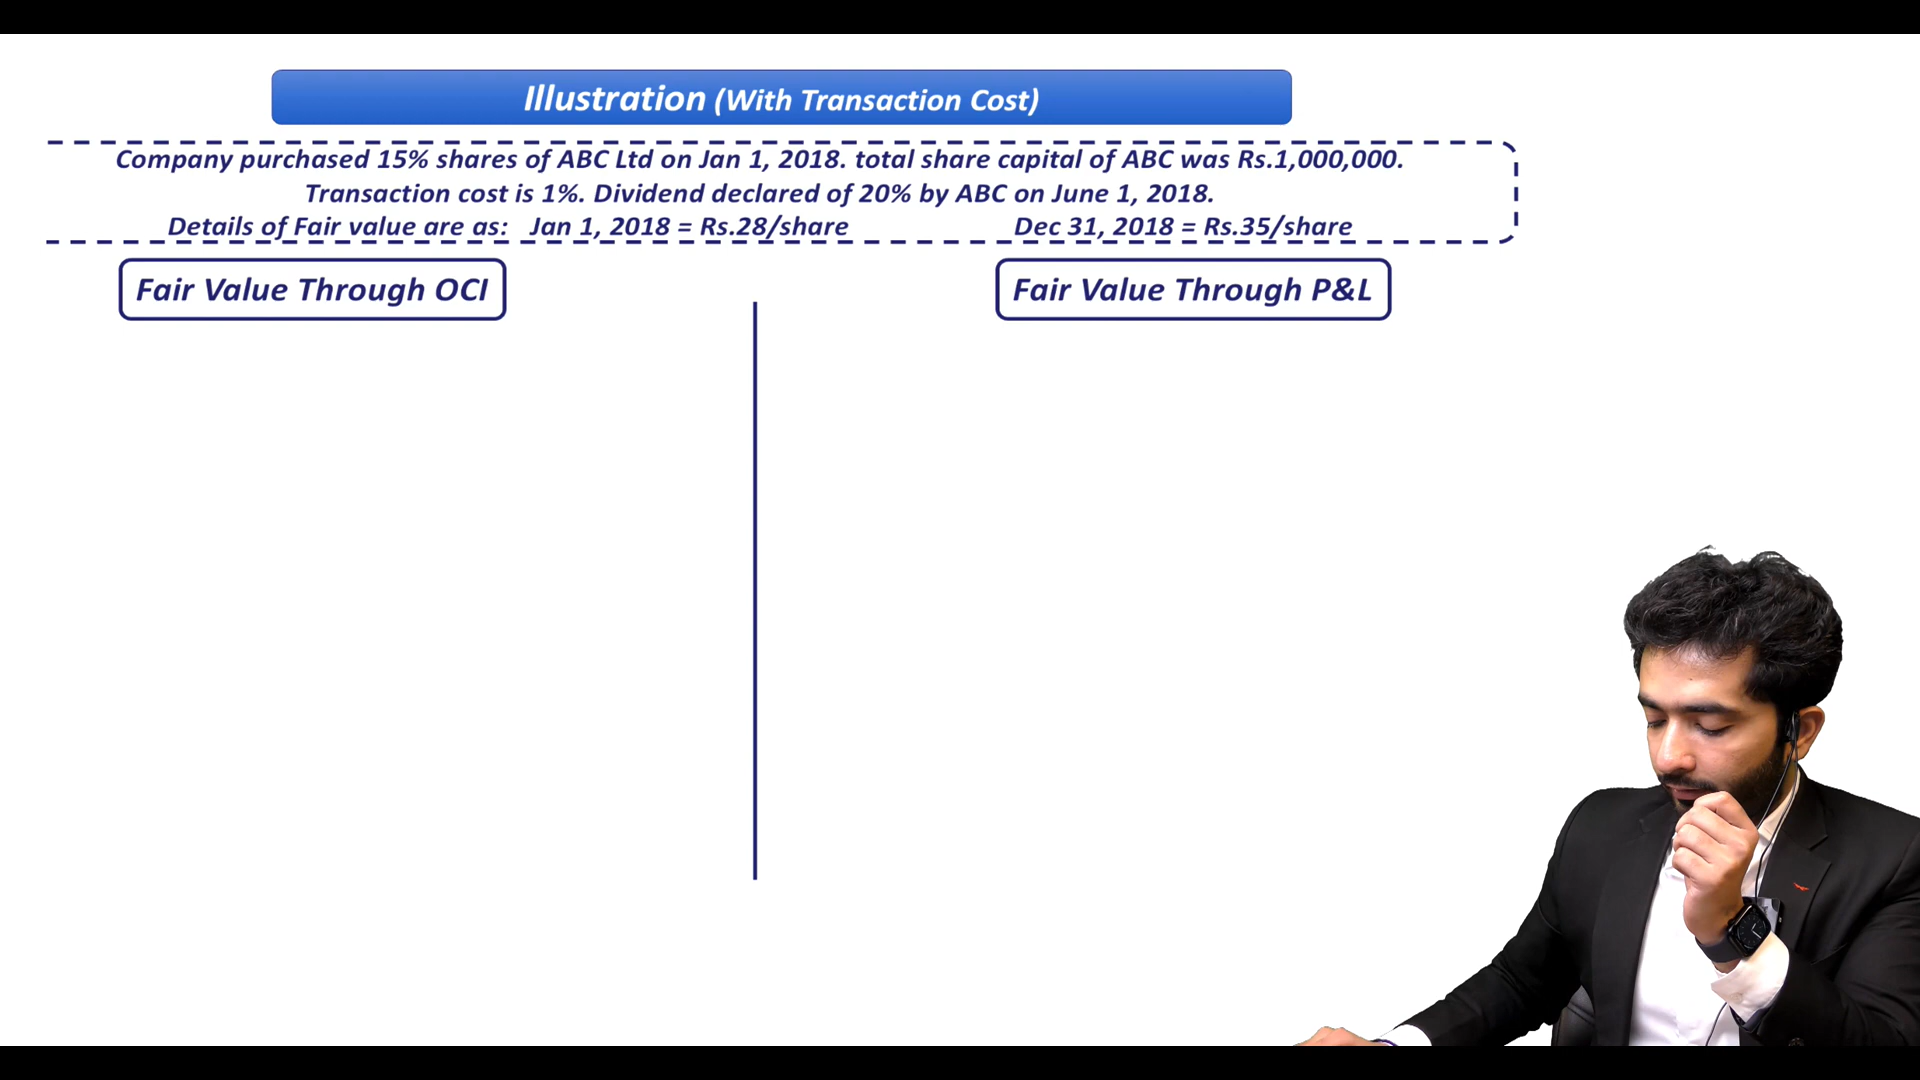 Illustration (With Transaction Cost)
Company purchased 15% shares of ABC Ltd on Jan 1, 2018. total share capital of ABC was Rs.1,000,000.
Transaction cost is 1%. Dividend declared of 20% by ABC on June 1, 2018.
Details of Fair value are as: Jan 1, 2018 = Rs.28/share Dec 31, 2018 = Rs.35/share
Fair Value Through OCI
Fair Value Through P&L